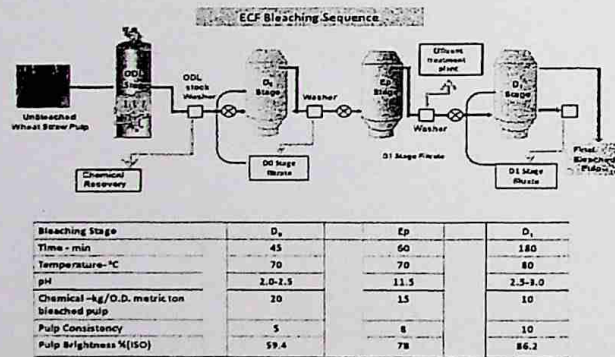 ECF Bleaching Sequence
Unbleached
Wheat Straw Pulp
ODL
Stage
ODL
stock
Washer
Chemical
Recovery
D0
Stage
Washer
D0 Stage
filtrate
Ep
Stage
D1 Stage Filtrate
Effluent
treatment
plant
Washer
D1
Stage
D1 Stage
filtrate
Final
Bleached
Pulp
Bleaching Stage D0 Ep D1
Time - min 45 60 180
Temperature-°C 70 70 80
pH 2.0-2.5 11.5 2.5-3.0
Chemical -kg/O.D. metric ton 20 15 10
bleached pulp
Pulp Consistency 5 8 10
Pulp Brightness %(ISO) 59.4 78 86.2